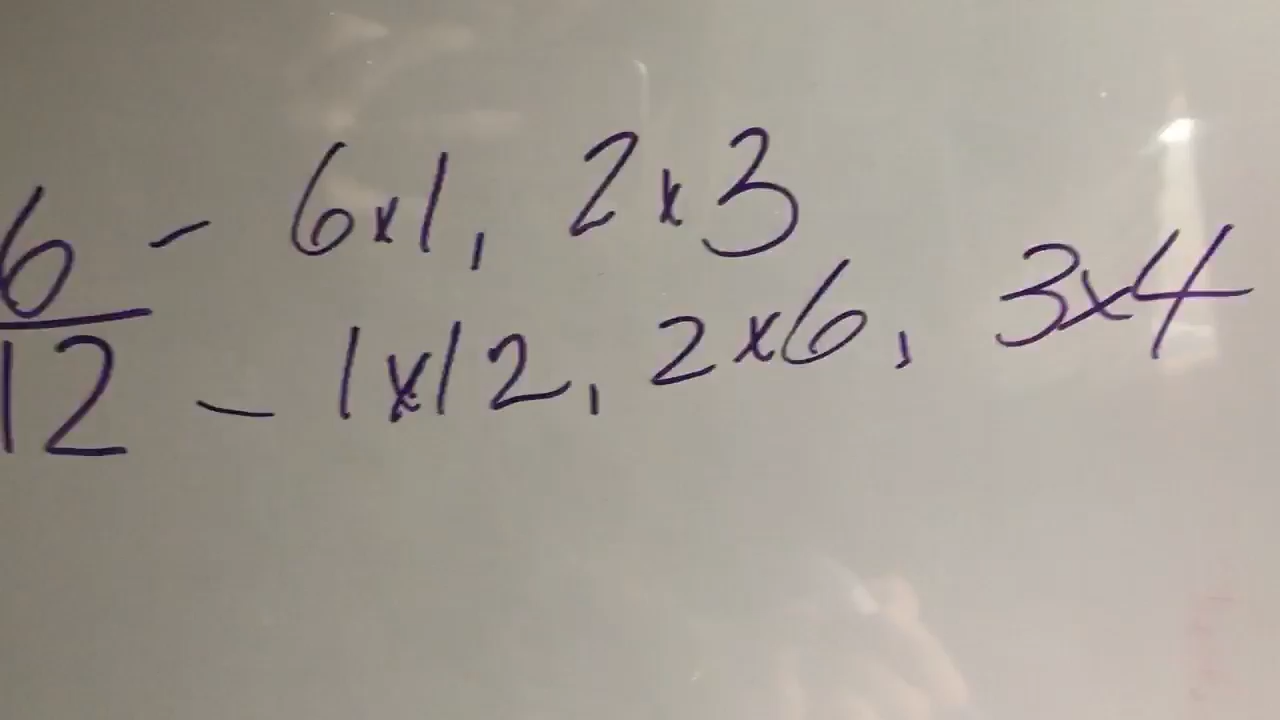 6 - 6x1, 2x3
12 - 1x12, 2x6, 3x4